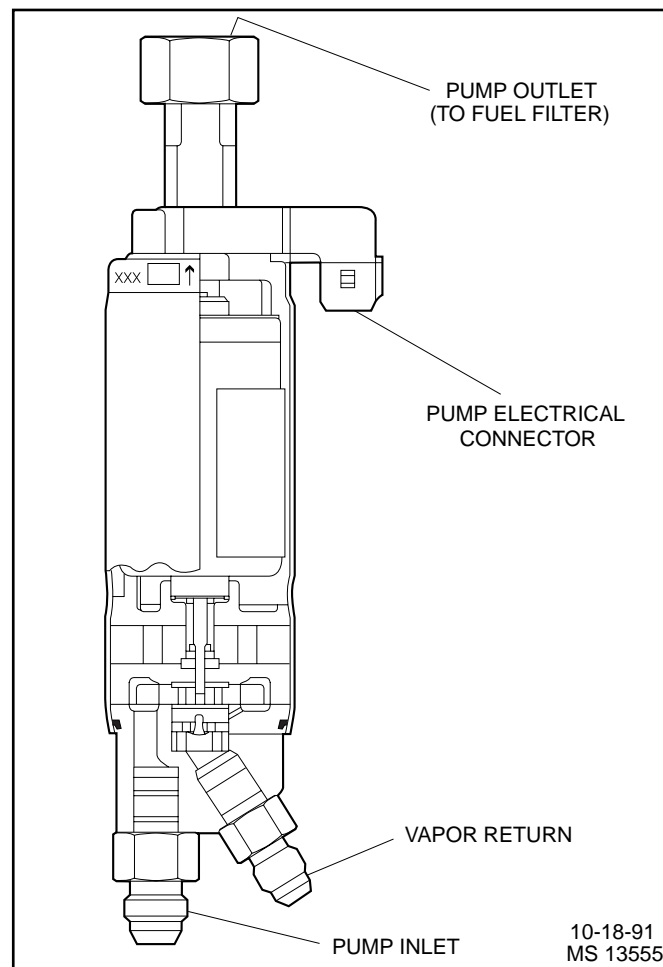 PUMP OUTLET
(TO FUEL FILTER)
XXX
PUMP ELECTRICAL
CONNECTOR
VAPOR RETURN
PUMP INLET
10-18-91
MS 13555